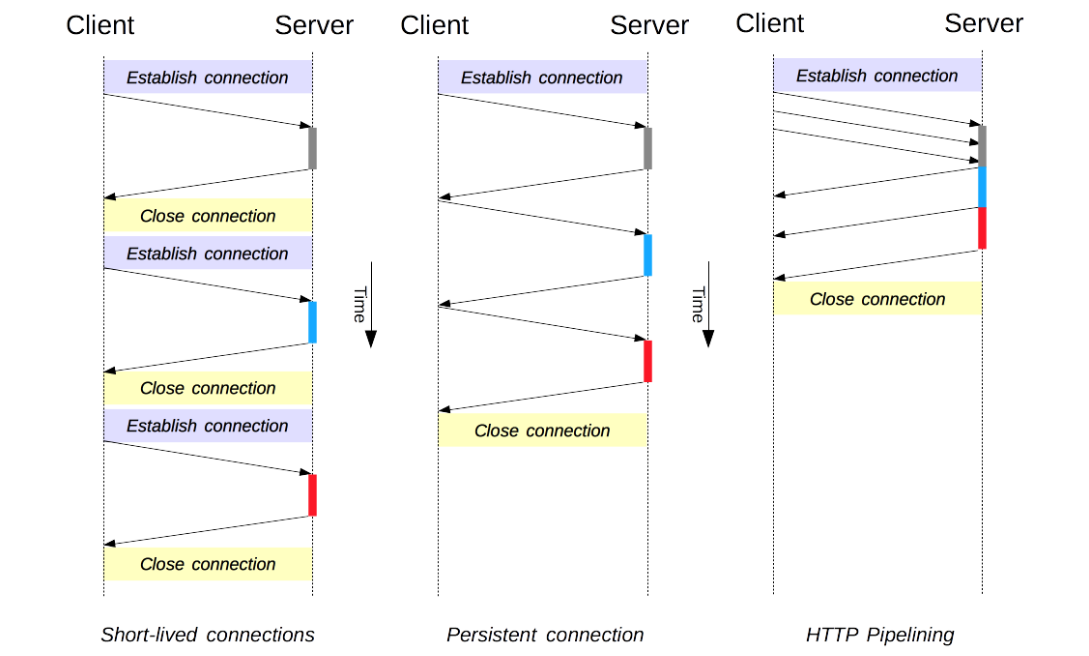 Client Server
Establish connection
Close connection
Establish connection
Close connection
Establish connection
Close connection
Short-lived connections
Time
Client Server
Establish connection
Close connection
Persistent connection
Time
Client Server
Establish connection
Close connection
HTTP Pipelining